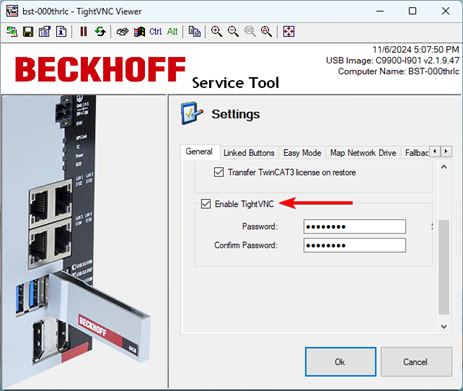 bst-000thrlc - TightVNC Viewer
Ctrl Alt
11/6/2024 5:07:50 PM
USB Image: C9900-I901 v2.1.9.47
Computer Name: BST-000thrlc
BECKHOFF Service Tool
Settings
General Linked Buttons Easy Mode Map Network Drive Fallbac
Transfer TwinCAT3 license on restore
Enable TightVNC
Password:
Confirm Password:
BECKHOFF
Ok Cancel